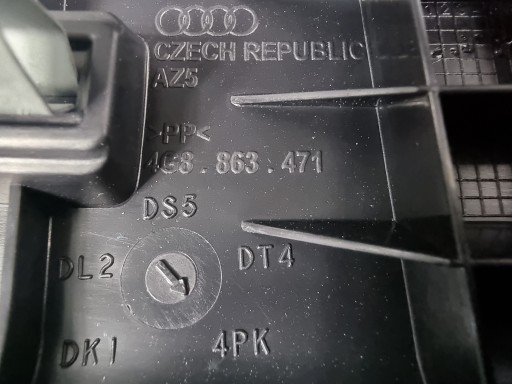 CZECH REPUBLIC
AZ5
>PP<
4G8.863.471
DS5
DL2 DT4
DK1 4PK